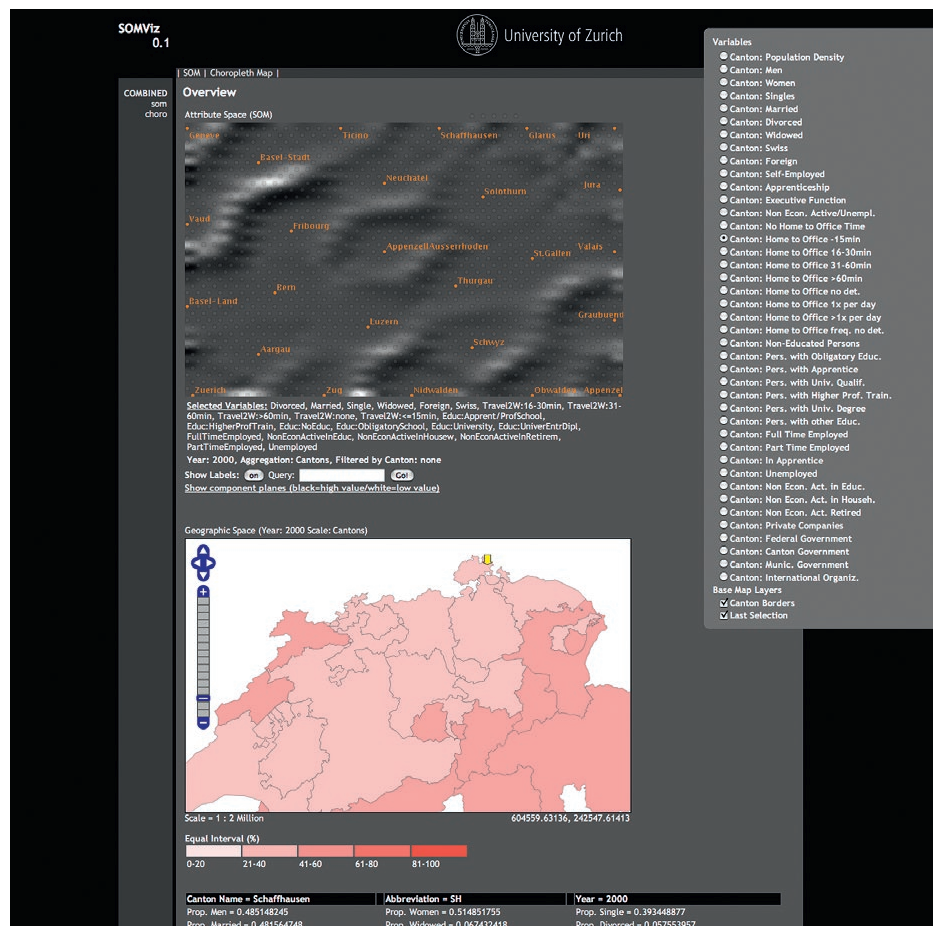 SOMViz
0.1
University of Zurich
| SOM | Choropleth Map |
COMBINED
som
choro
Overview
Attribute Space (SOM)
Geneve
Ticino
Schaffhausen
Glarus
Uri
Basel-Stadt
Neuchatel
Solothurn
Jura
Vaud
Fribourg
AppenzellAusserrhoden
St.Gallen
Valais
Bern
Thurgau
Basel-Land
Graubuend
Luzern
Aargau
Schwyz
Zuerich
Zug
Nidwalden
Obwalden
Appenzel
Selected Variables: Divorced, Married, Single, Widowed, Foreign, Swiss, Travel2W:16-30min, Travel2W:31-
60min, Travel2W:>60min, Travel2W:none, Travel2W:<=15min, Educ:Apprent/ProfSchool,
Educ:HigherProfTrain, Educ:NoEduc, Educ:ObligatorySchool, Educ:University, Educ:UniverEntrDipl,
FullTimeEmployed, NonEconActiveInEduc, NonEconActiveInHousew, NonEconActiveInRetirem,
PartTimeEmployed, Unemployed
Year: 2000, Aggregation: Cantons, Filtered by Canton: none
Show Labels: on Query: Go!
Show component planes (black=high value/white=low value)
Geographic Space (Year: 2000 Scale: Cantons)
Scale = 1 : 2 Million
604559.63136, 242547.61413
Equal Interval (%)
0-20 21-40 41-60 61-80 81-100
Canton Name = Schaffhausen Abbreviation = SH Year = 2000
Prop. Men = 0.485148245 Prop. Women = 0.514851755 Prop. Single = 0.393448877
Prop. Married = 0.481564748 Prop. Widowed = 0.067432418 Prop. Divorced = 0.057553957
Variables
Canton: Population Density
Canton: Men
Canton: Women
Canton: Singles
Canton: Married
Canton: Divorced
Canton: Widowed
Canton: Swiss
Canton: Foreign
Canton: Self-Employed
Canton: Apprenticeship
Canton: Executive Function
Canton: Non Econ. Active/Unempl.
Canton: No Home to Office Time
Canton: Home to Office -15min
Canton: Home to Office 16-30min
Canton: Home to Office 31-60min
Canton: Home to Office >60min
Canton: Home to Office no det.
Canton: Home to Office 1x per day
Canton: Home to Office >1x per day
Canton: Home to Office freq. no det.
Canton: Non-Educated Persons
Canton: Pers. with Obligatory Educ.
Canton: Pers. with Apprentice
Canton: Pers. with Univ. Qualif.
Canton: Pers. with Higher Prof. Train.
Canton: Pers. with Univ. Degree
Canton: Pers. with other Educ.
Canton: Full Time Employed
Canton: Part Time Employed
Canton: In Apprentice
Canton: Unemployed
Canton: Non Econ. Act. in Educ.
Canton: Non Econ. Act. in Househ.
Canton: Non Econ. Act. Retired
Canton: Private Companies
Canton: Federal Government
Canton: Canton Government
Canton: Munic. Government
Canton: International Organiz.
Base Map Layers
Canton Borders
Last Selection